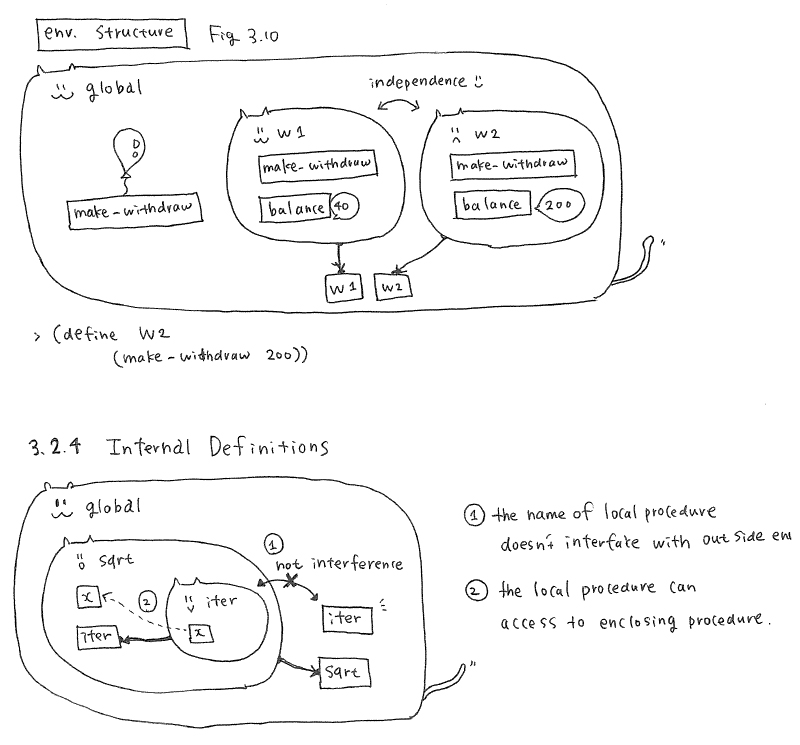 env. Structure Fig 3.10
global
independence
W1
W2
make-withdraw
make-withdraw
make-withdraw
balance 40
balance 200
W1 W2
> (define W2
(make-withdraw 200))
3.2.4 Internal Definitions
global
sqrt
x
iter
2
iter
x
1
not interference
iter
sqrt
1 the name of local procedure
doesn't interfake with out side en
2 the local procedure can
access to enclosing procedure.